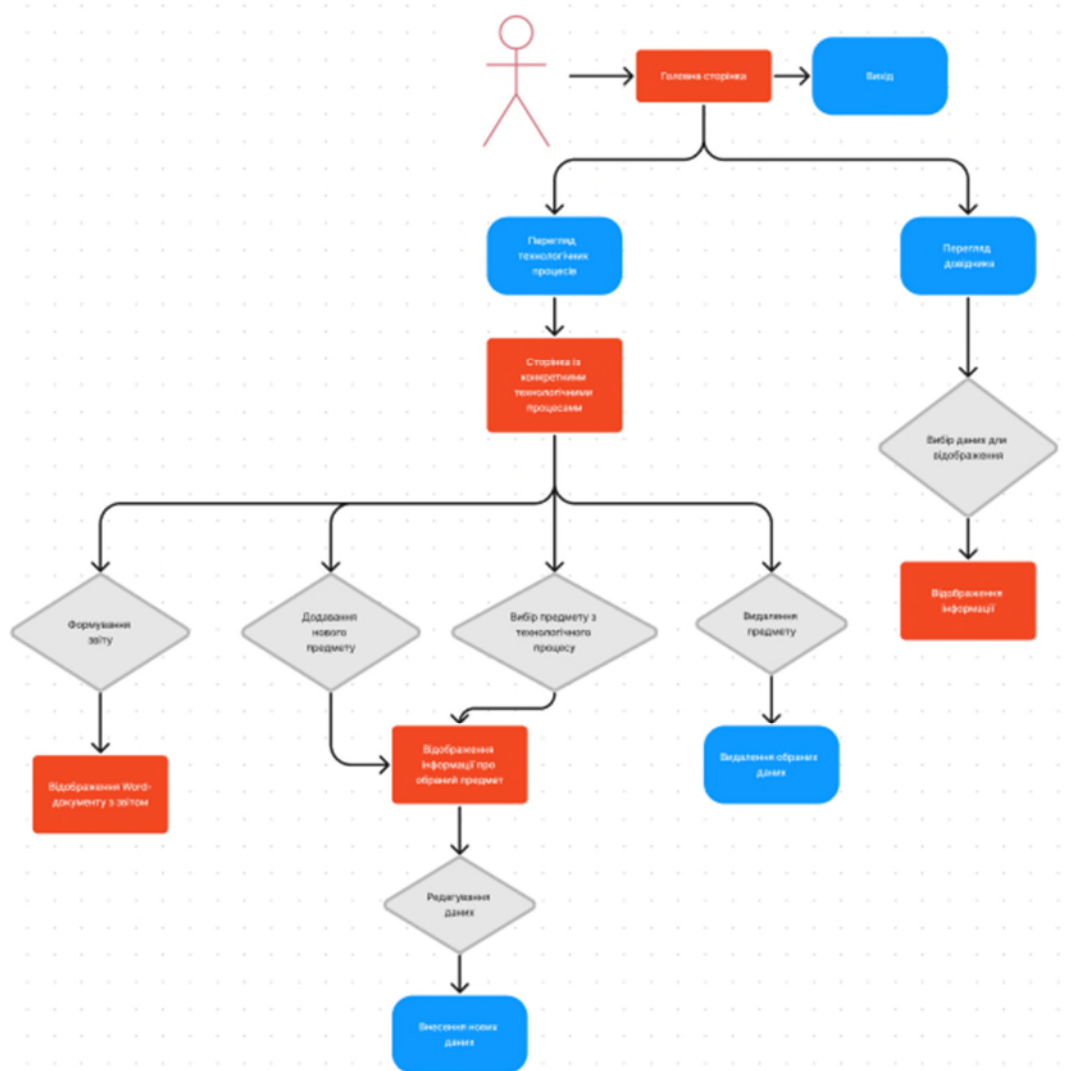 Головна сторінка
Вихід
Перегляд
технологічних
процесів
Перегляд
довідника
Сторінка із
конкретними
технологічними
процесами
Вибір даних для
відображення
Відображення
інформації
Формування
звіту
Додавання
нового
предмету
Вибір предмету з
технологічного
процесу
Видалення
предмету
Відображення Word-
документу з звітом
Відображення
інформації про
обраний предмет
Видалення обраних
даних
Редагування
даних
Внесення нових
даних